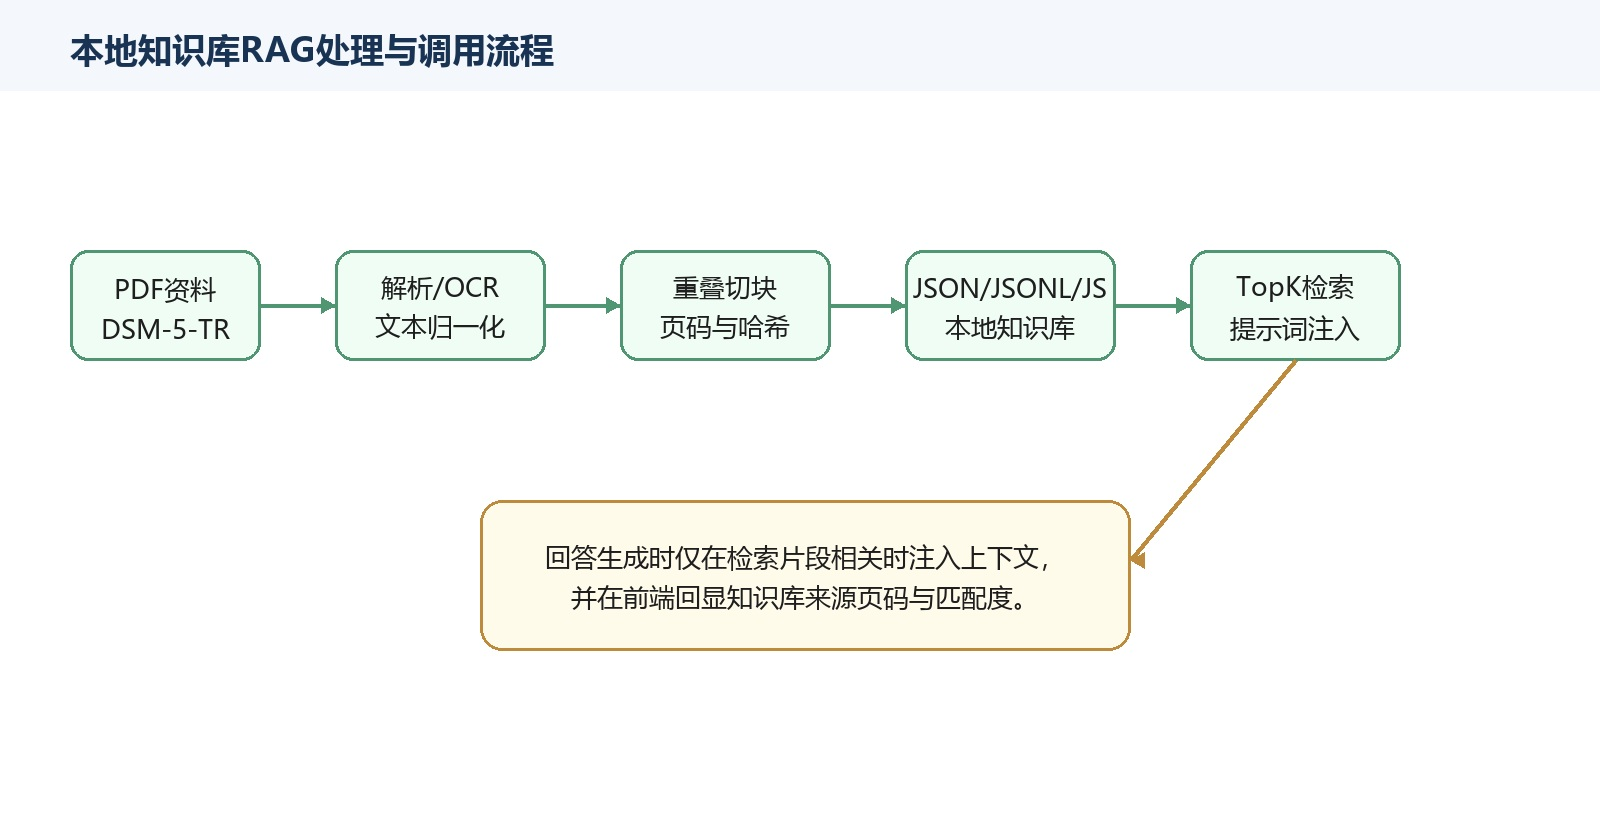 本地知识库RAG处理与调用流程
PDF资料
DSM-5-TR
解析/OCR
文本归一化
重叠切块
页码与哈希
JSON/JSONL/JS
本地知识库
TopK检索
提示词注入
回答生成时仅在检索片段相关时注入上下文，
并在前端回显知识库来源页码与匹配度。